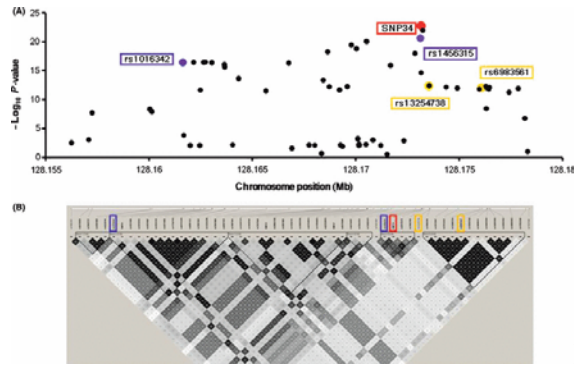 (A)
25
SNP34
20
rs1016342
rs1456315
15
rs6983561
10
rs13254738
5
0
– Log₁₀ P-value
128.155
128.16
128.165
128.17
128.175
128.18
Chromosome position (Mb)
(B)